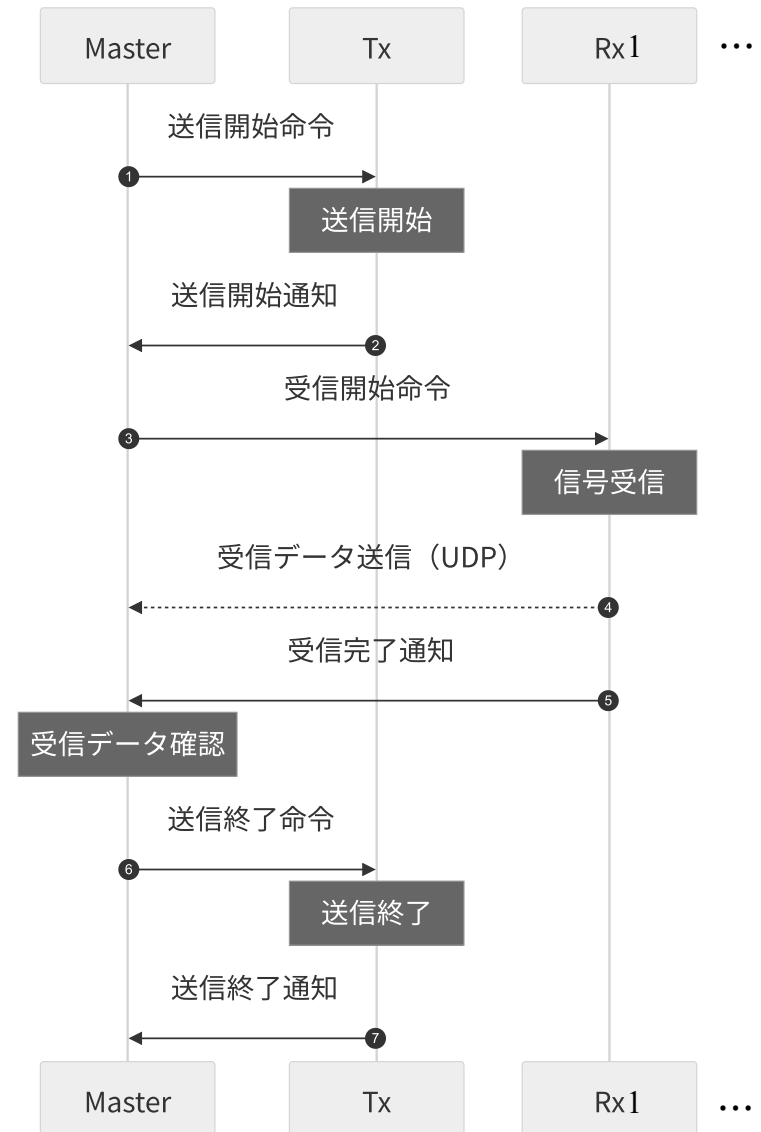 Master Tx Rx1 …
送信開始命令
1
送信開始
送信開始通知
2
受信開始命令
3
信号受信
受信データ送信（UDP）
4
受信完了通知
5
受信データ確認
送信終了命令
6
送信終了
送信終了通知
7
Master Tx Rx1 …